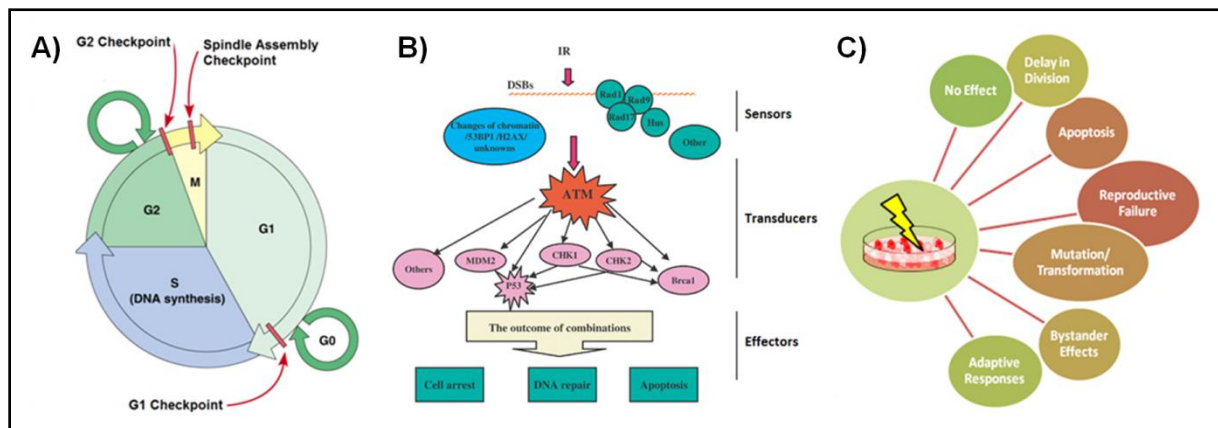 A)
G2 Checkpoint
Spindle Assembly
Checkpoint
M
G2
G1
S
(DNA synthesis)
G0
G1 Checkpoint
B)
IR
DSBs
Rad1
Rad9
Rad17
Hus
Other
Changes of chromatin
/53BP1 /H2AX/
unknowns
Sensors
ATM
Transducers
Others
MDM2
CHK1
CHK2
P53
Brca1
The outcome of combinations
Effectors
Cell arrest
DNA repair
Apoptosis
C)
No Effect
Delay in
Division
Apoptosis
Reproductive
Failure
Mutation/
Transformation
Bystander
Effects
Adaptive
Responses